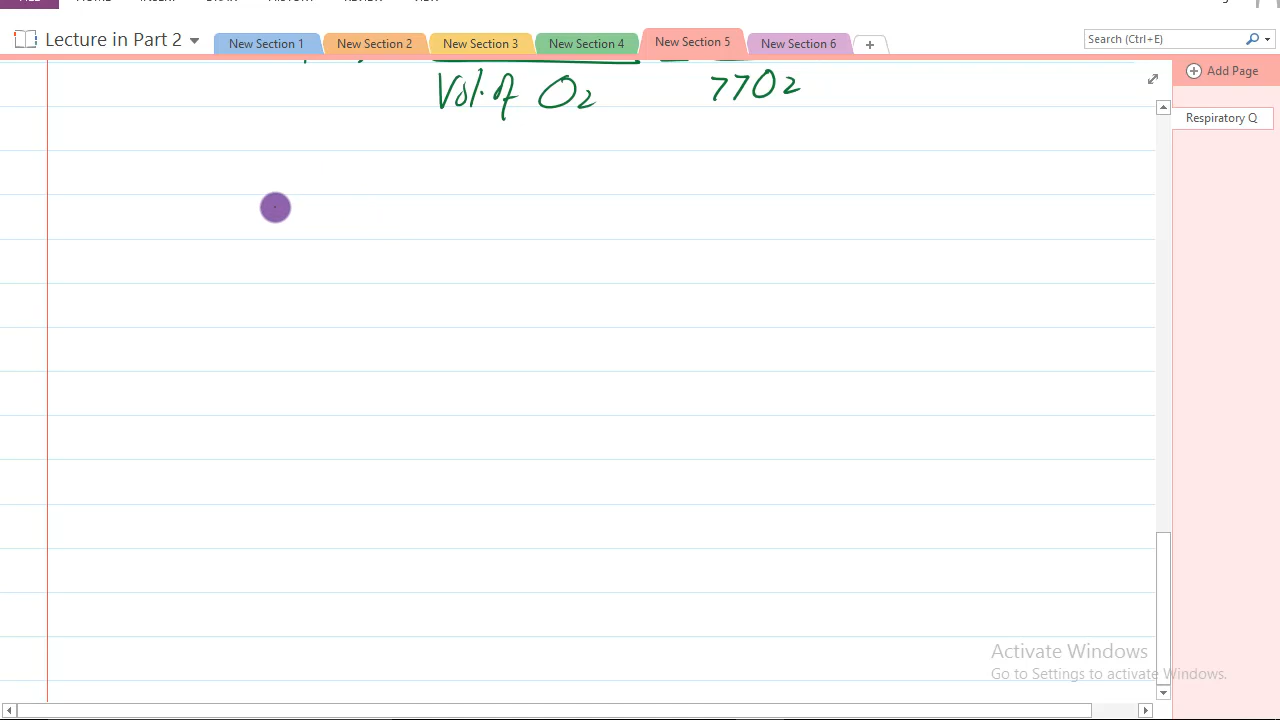 Lecture in Part 2
New Section 1
New Section 2
New Section 3
New Section 4
New Section 5
New Section 6
Search (Ctrl+E)
Add Page
Respiratory Q
Vol. of O2 77O2
Activate Windows
Go to Settings to activate Windows.